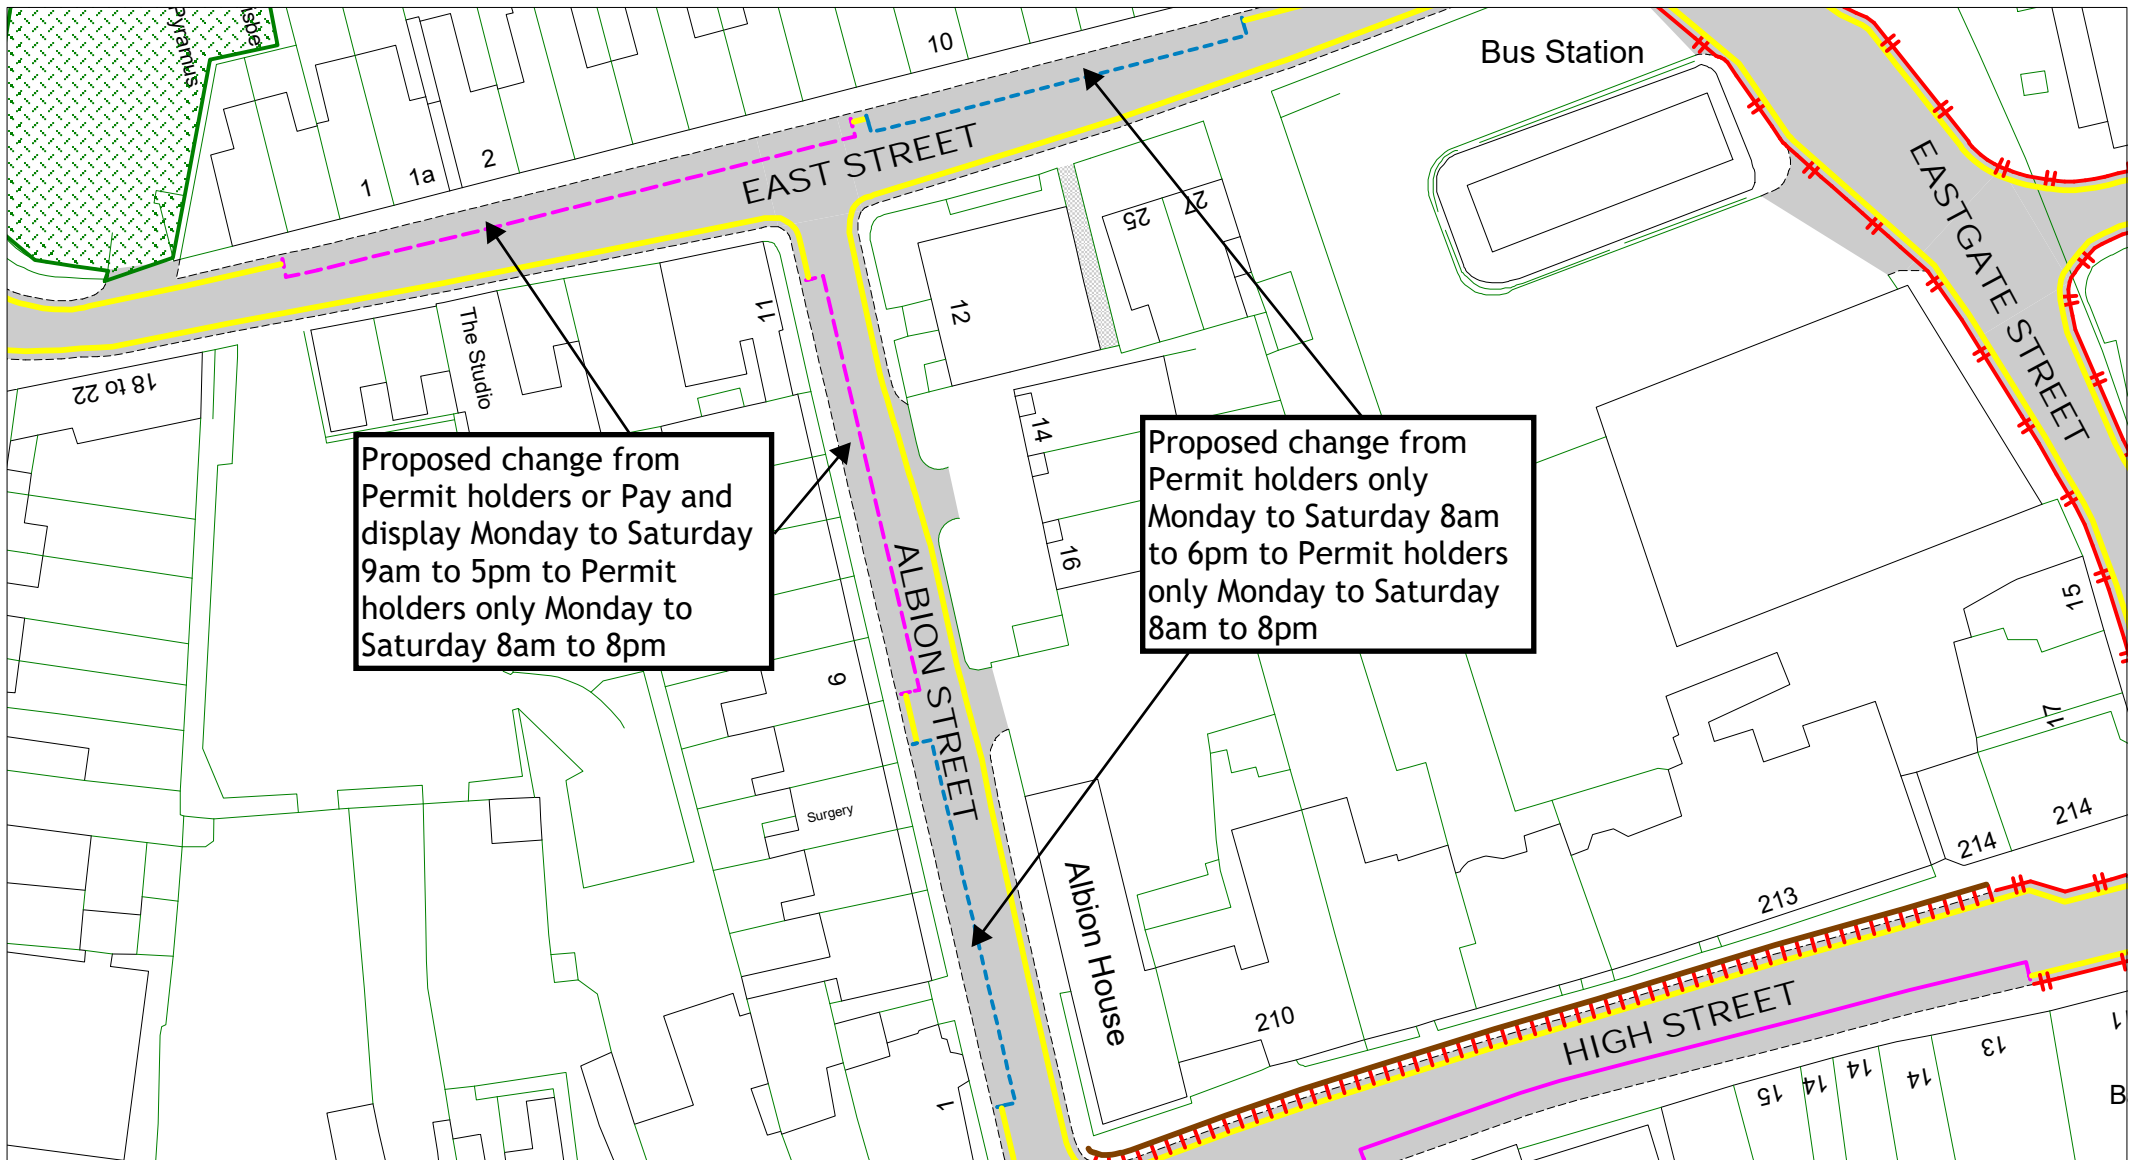 Pyramus
isbe
10
Bus Station
1
1a
2
EAST STREET
EASTGATE STREET
25
27
12
11
The Studio
18 to 22
14
16
Proposed change from
Permit holders or Pay and
display Monday to Saturday
9am to 5pm to Permit
holders only Monday to
Saturday 8am to 8pm
Proposed change from
Permit holders only
Monday to Saturday 8am
to 6pm to Permit holders
only Monday to Saturday
8am to 8pm
ALBION STREET
9
15
17
Surgery
Albion House
214
214
213
210
HIGH STREET
1
13
14
14
14
15
1
B